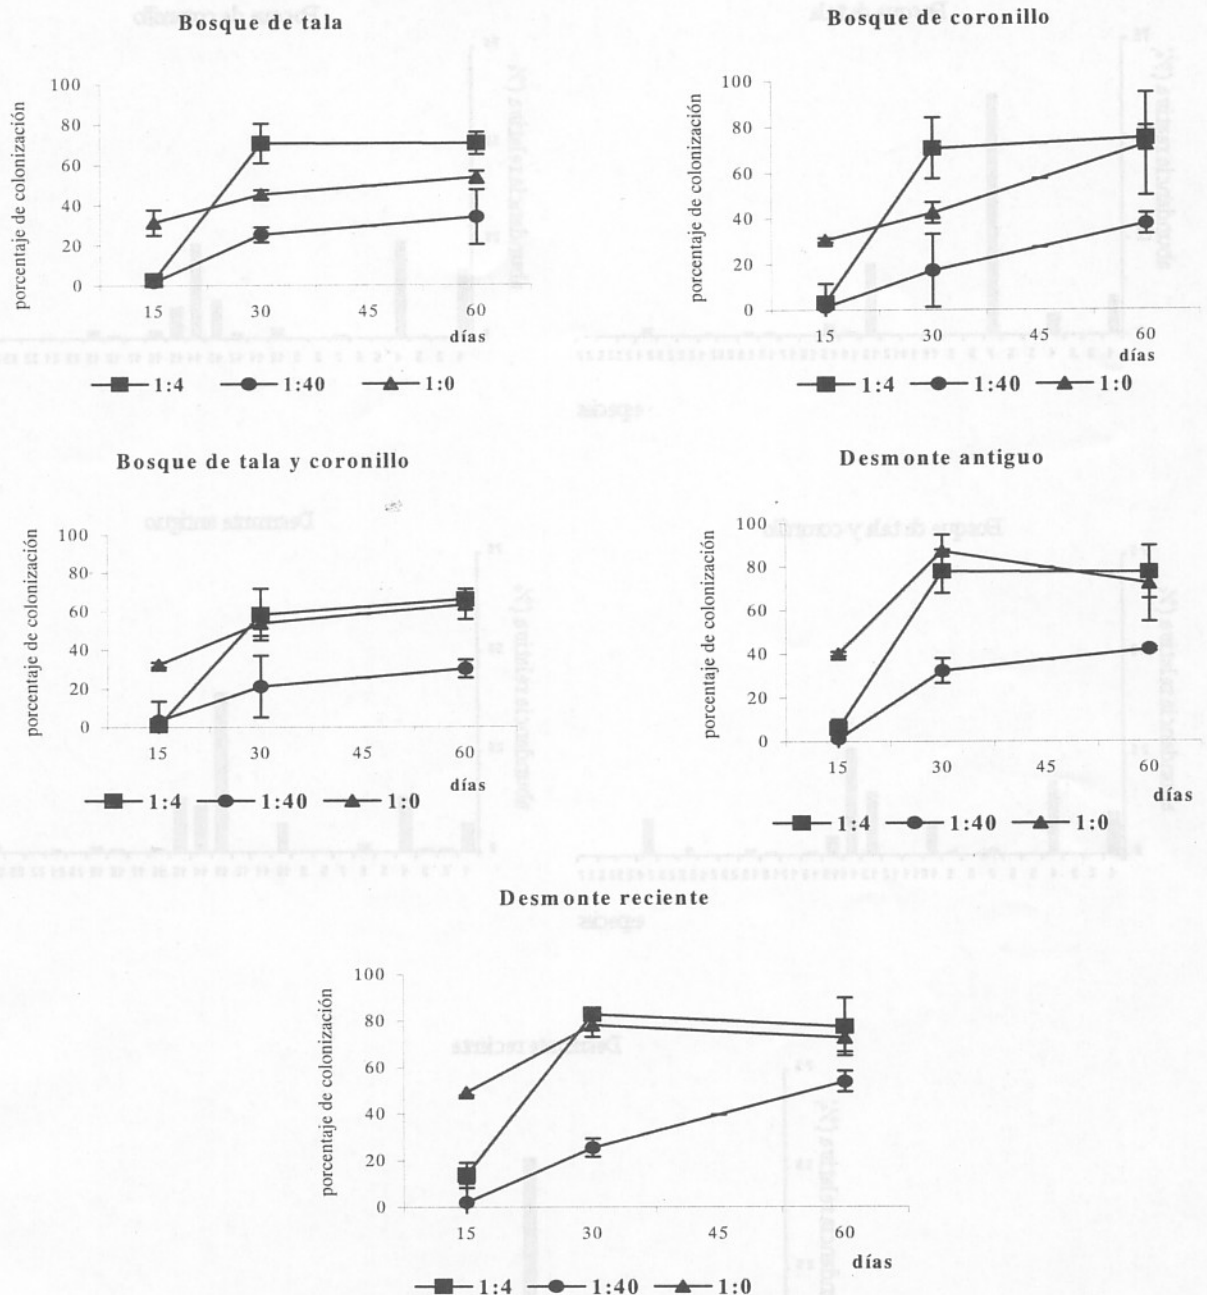 Bosque de tala
porcentaje de colonización
100
80
60
40
20
0
15 30 45 60
días
1:4 1:40 1:0
Bosque de coronillo
porcentaje de colonización
100
80
60
40
20
0
15 30 45 60
días
1:4 1:40 1:0
Bosque de tala y coronillo
porcentaje de colonización
100
80
60
40
20
0
15 30 45 60
días
1:4 1:40 1:0
Desmonte antiguo
porcentaje de colonización
100
80
60
40
20
0
15 30 45 60
días
1:4 1:40 1:0
Desmonte reciente
porcentaje de colonización
100
80
60
40
20
0
15 30 45 60
días
1:4 1:40 1:0